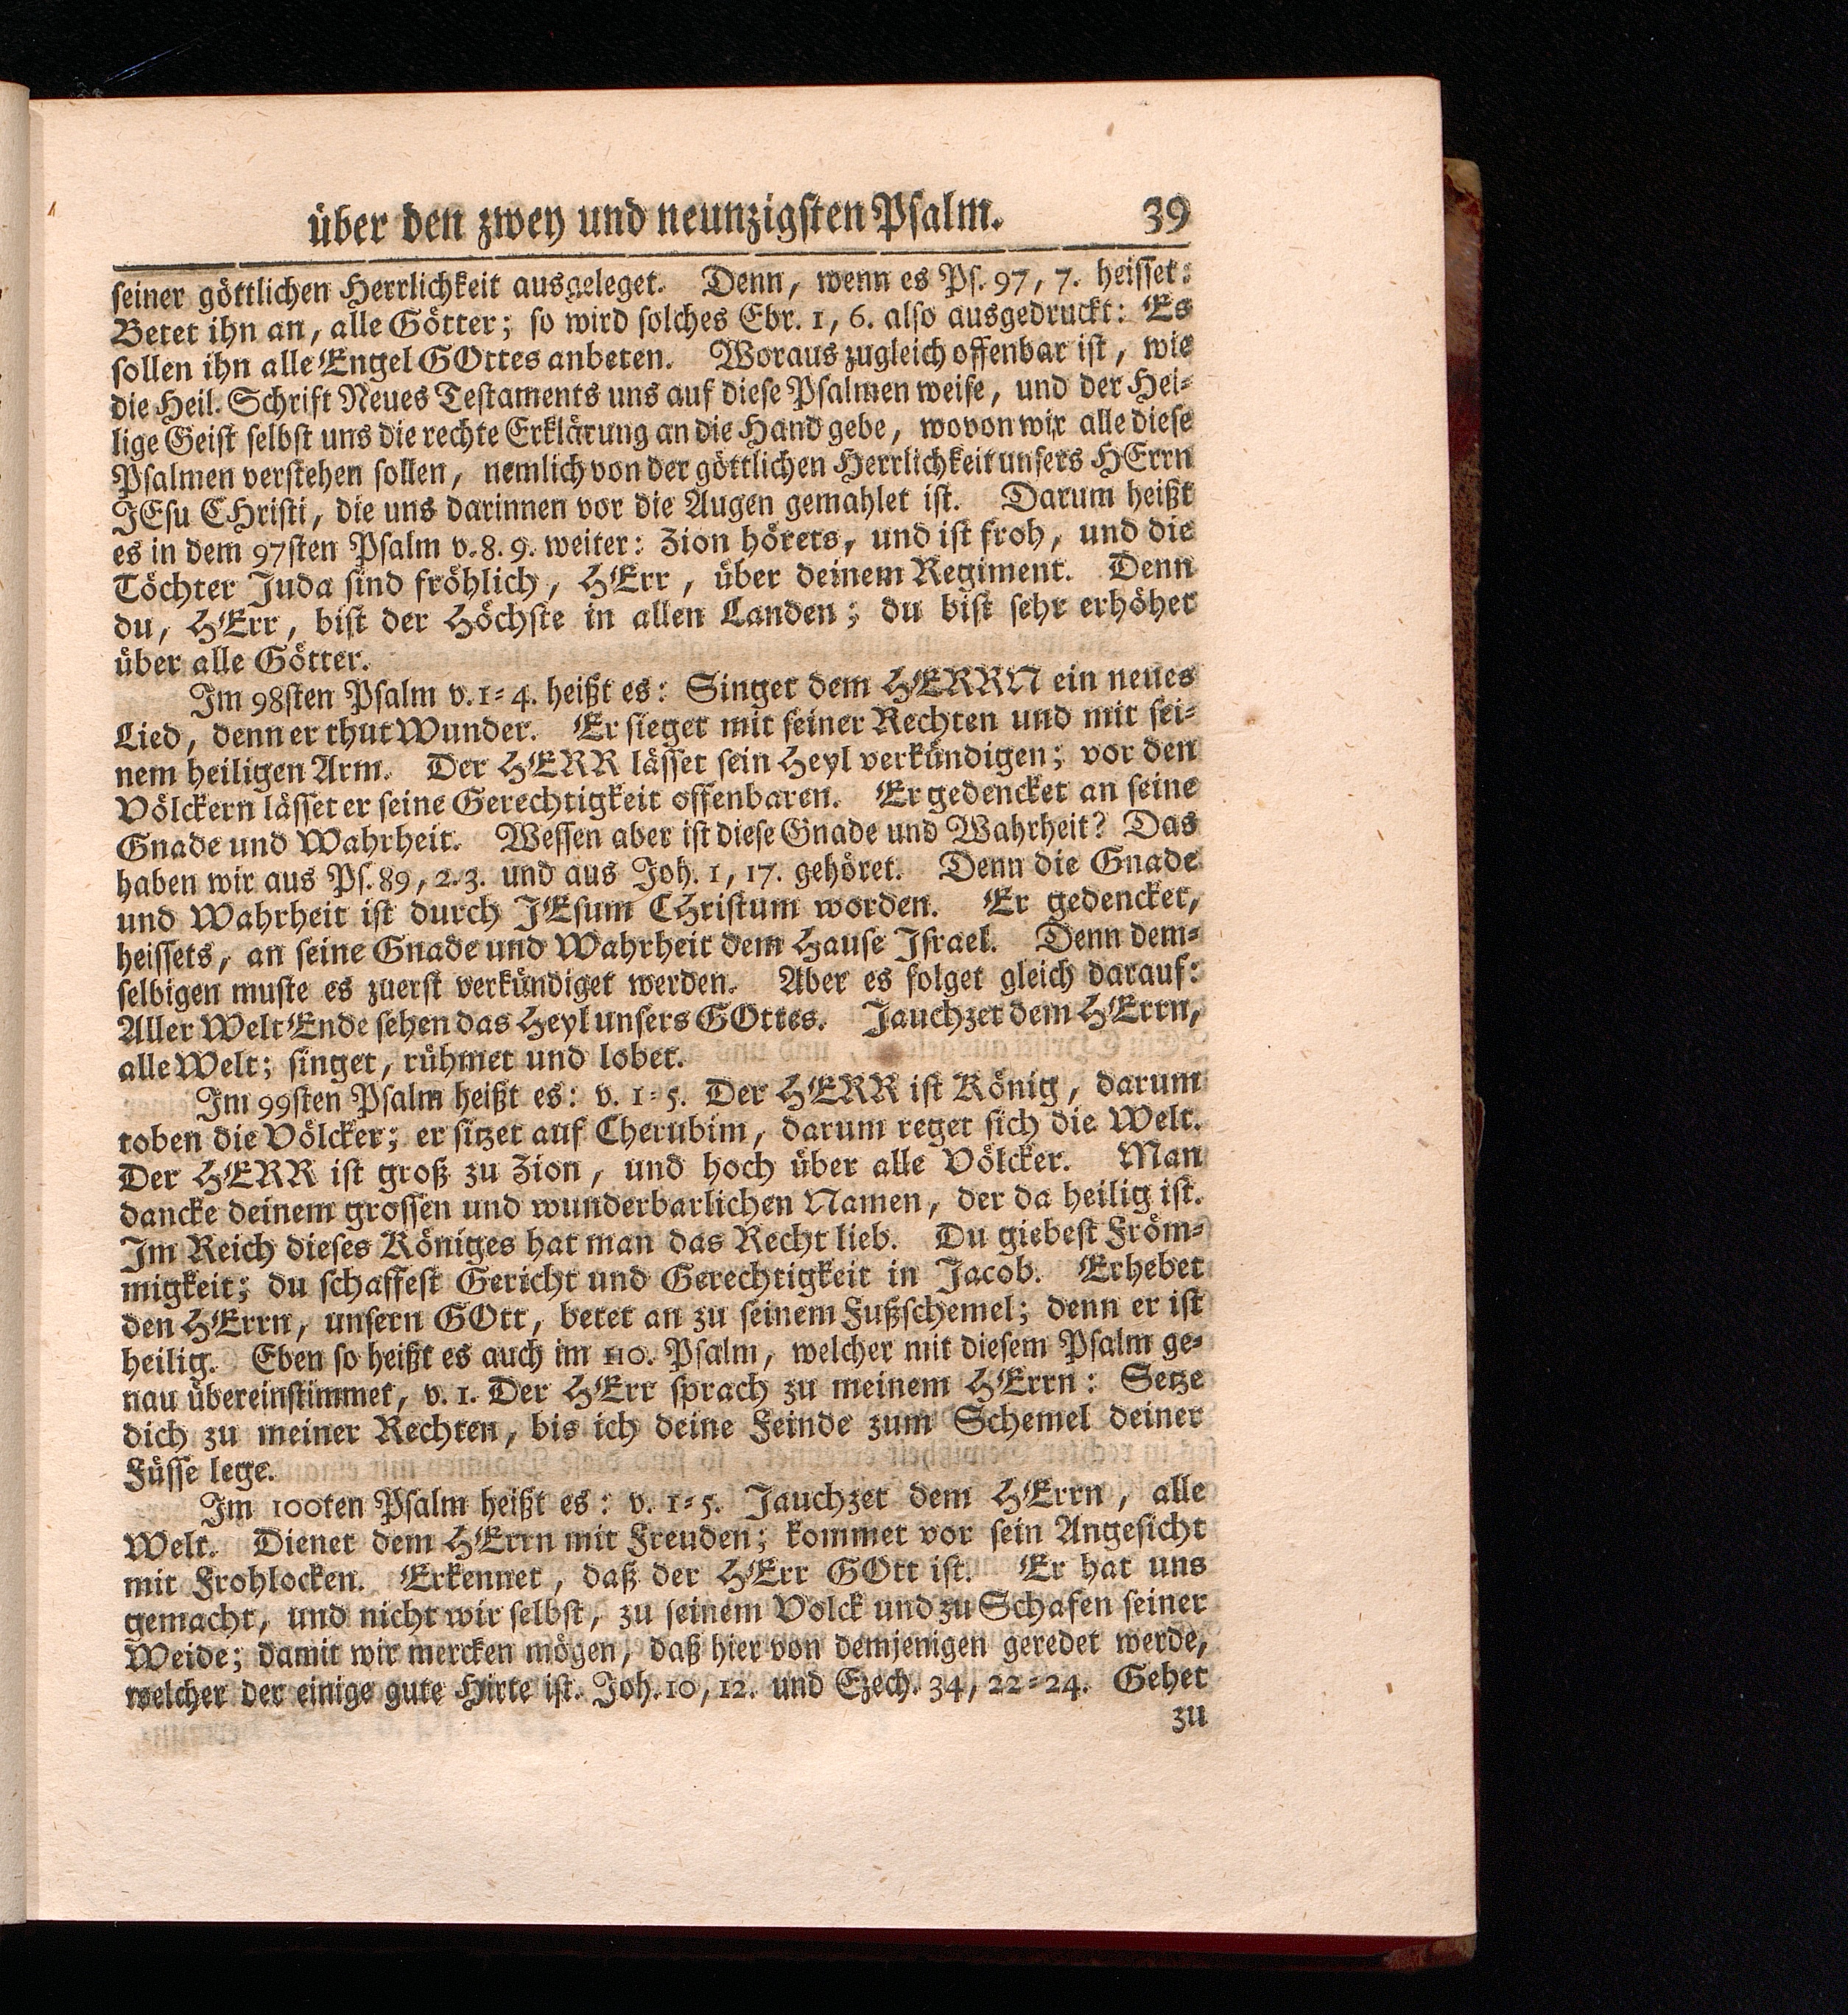 über den zwey und neunzigsten Psalm. 39
seiner göttlichen Herrlichkeit ausgeleget. Denn, wenn es Ps. 97, 7. heisset:
Betet ihn an, alle Götter; so wird solches Ebr. 1, 6. also ausgedruckt: Es
sollen ihn alle Engel GOttes anbeten. Woraus zugleich offenbar ist, wie
die Heil. Schrift Neues Testaments uns auf diese Psalmen weise, und der Hei-
lige Geist selbst uns die rechte Erklärung an die Hand gebe, wovon wir alle diese
Psalmen verstehen sollen, nemlich von der göttlichen Herrlichkeit unsers HErrn
JEsu CHristi, die uns darinnen vor die Augen gemahlet ist. Darum heißt
es in dem 97sten Psalm v. 8. 9. weiter: Zion hörets, und ist froh, und die
Töchter Juda sind fröhlich, HErr, über deinem Regiment. Denn
du, HErr, bist der Höchste in allen Landen; du bist sehr erhöhet
über alle Götter.
Im 98sten Psalm v. 1-4. heißt es: Singet dem HERRN ein neues
Lied, denn er thut Wunder. Er sieget mit seiner Rechten und mit sei-
nem heiligen Arm. Der HERR lässet sein Heyl verkündigen; vor den
Völckern lässet er seine Gerechtigkeit offenbaren. Er gedencket an seine
Gnade und Wahrheit. Wessen aber ist diese Gnade und Wahrheit? Das
haben wir aus Ps. 89, 2. 3. und aus Joh. 1, 17. gehöret. Denn die Gnade
und Wahrheit ist durch JEsum CHristum worden. Er gedencket,
heissets, an seine Gnade und Wahrheit dem Hause Israel. Denn dem-
selbigen muste es zuerst verkündiget werden. Aber es folget gleich darauf:
Aller Welt Ende sehen das Heyl unsers GOttes. Jauchzet dem HErrn,
alle Welt; singet, rühmet und lobet.
Im 99sten Psalm heißt es: v. 1-5. Der HERR ist König, darum
toben die Völcker; er sitzet auf Cherubim, darum reget sich die Welt.
Der HERR ist groß zu Zion, und hoch über alle Völcker. Man
dancke deinem grossen und wunderbarlichen Namen, der da heilig ist.
Im Reich dieses Königes hat man das Recht lieb. Du giebest Fröm-
migkeit; du schaffest Gericht und Gerechtigkeit in Jacob. Erhebet
den HErrn, unsern GOtt, betet an zu seinem Fußschemel; denn er ist
heilig. Eben so heißt es auch im 110. Psalm, welcher mit diesem Psalm ge-
nau übereinstimmet, v. 1. Der HErr sprach zu meinem HErrn: Setze
dich zu meiner Rechten, bis ich deine Feinde zum Schemel deiner
Füsse lege.
Im 100ten Psalm heißt es: v. 1-5. Jauchzet dem HErrn, alle
Welt. Dienet dem HErrn mit Freuden; kommet vor sein Angesicht
mit Frohlocken. Erkennet, daß der HErr GOtt ist. Er hat uns
gemacht, und nicht wir selbst, zu seinem Volck und zu Schafen seiner
Weide; damit wir mercken mögen, daß hier von demjenigen geredet werde,
welcher der einige gute Hirte ist. Joh. 10, 12. und Ezech. 34, 22-24. Gehet
zu